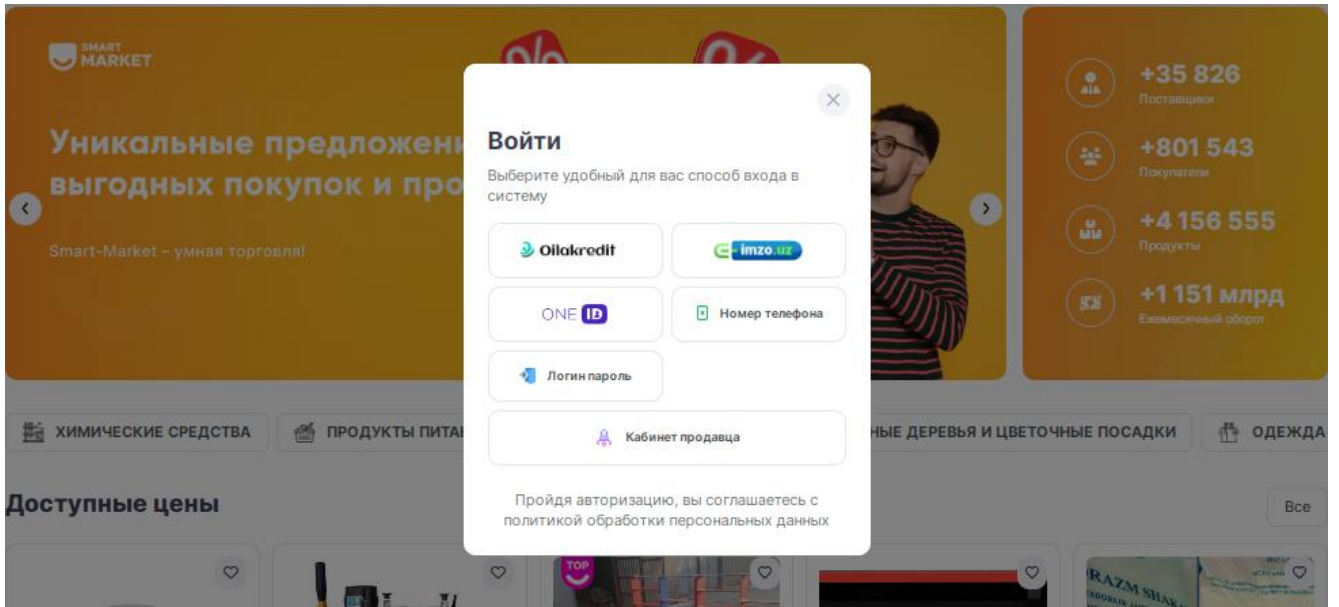 SMART
MARKET
Уникальные предложени
выгодных покупок и про
Smart-Market – умная торговля!
+35 826
Поставщики
+801 543
Покупатели
+4 156 555
Продукты
+1 151 млрд
Ежемесячный оборот
Войти
Выберите удобный для вас способ входа в
систему
Oilakredit
E-imzo.uz
ONE ID
Номер телефона
Логин пароль
Кабинет продавца
Пройдя авторизацию, вы соглашаетесь с
политикой обработки персональных данных
ХИМИЧЕСКИЕ СРЕДСТВА
ПРОДУКТЫ ПИТА
НЫЕ ДЕРЕВЬЯ И ЦВЕТОЧНЫЕ ПОСАДКИ
ОДЕЖДА
Доступные цены
Все
TOP
RAZM SHAK